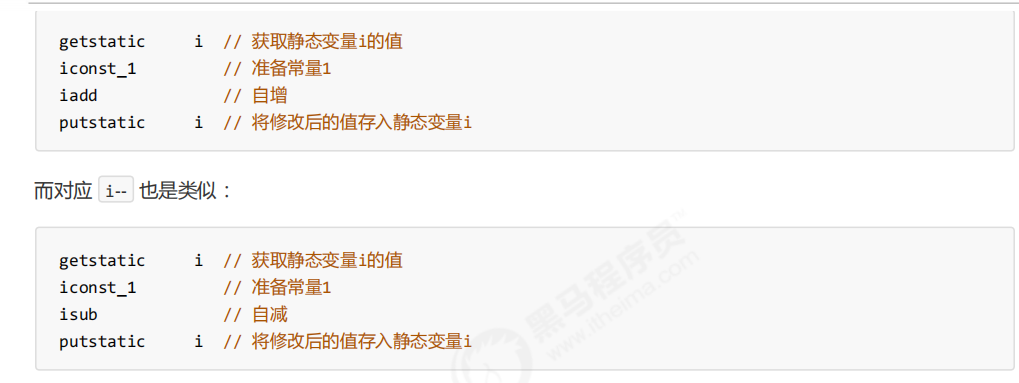 getstatic i // 获取静态变量i的值
iconst_1 // 准备常量1
iadd // 自增
putstatic i // 将修改后的值存入静态变量i
而对应 i-- 也是类似：
getstatic i // 获取静态变量i的值
iconst_1 // 准备常量1
isub // 自减
putstatic i // 将修改后的值存入静态变量i
黑马程序员™
www.itheima.com